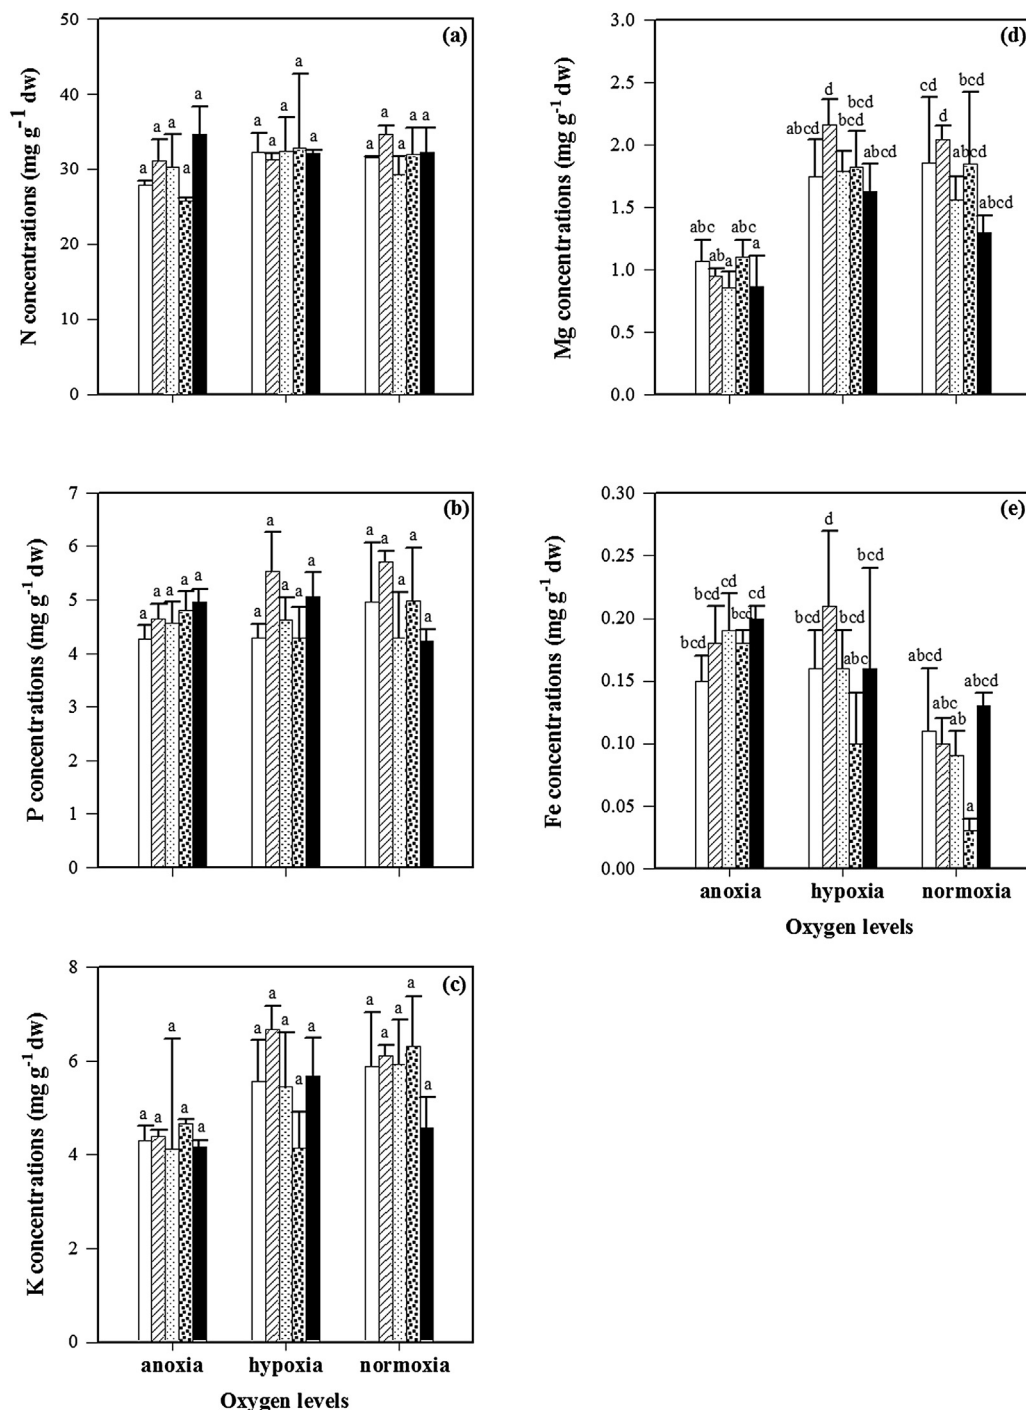 (a)
N concentrations (mg g-1 dw)
50
40
30
20
10
0
a a a a a
a a a a a
a a a a a
(d)
Mg concentrations (mg g-1 dw)
3.0
2.5
2.0
1.5
1.0
0.5
0.0
abc ab a abc a
abcd d bcd bcd abcd
cd d abcd bcd abcd
(b)
P concentrations (mg g-1 dw)
7
6
5
4
3
2
1
0
a a a a a
a a a a a
a a a a a
(e)
Fe concentrations (mg g-1 dw)
0.30
0.25
0.20
0.15
0.10
0.05
0.00
bcd bcd cd bcd cd
bcd d bcd abc bcd
abcd abc ab a abcd
anoxia hypoxia normoxia
Oxygen levels
(c)
K concentrations (mg g-1 dw)
8
6
4
2
0
a a a a a
a a a a a
a a a a a
anoxia hypoxia normoxia
Oxygen levels